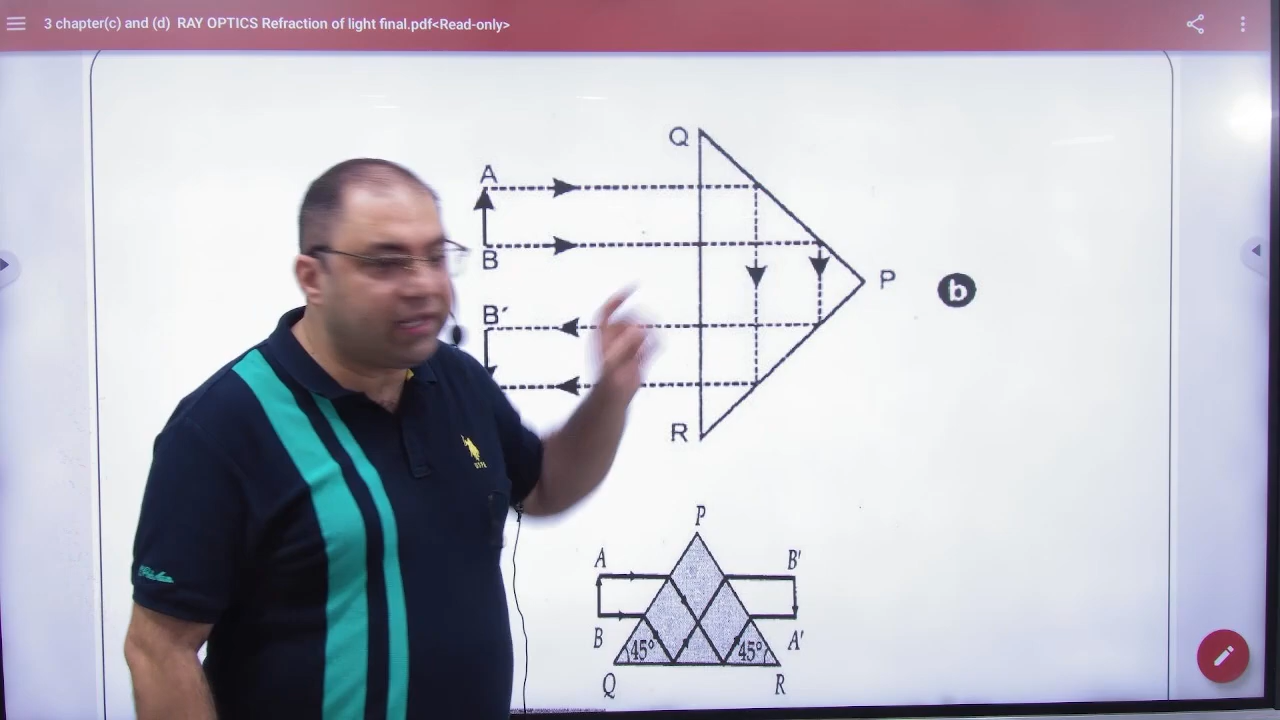 3 chapter(c) and (d) RAY OPTICS Refraction of light final.pdf<Read-only>
Q
A
B
P
b
B´
R
P
A
B'
B
45°
45°
A'
Q
R